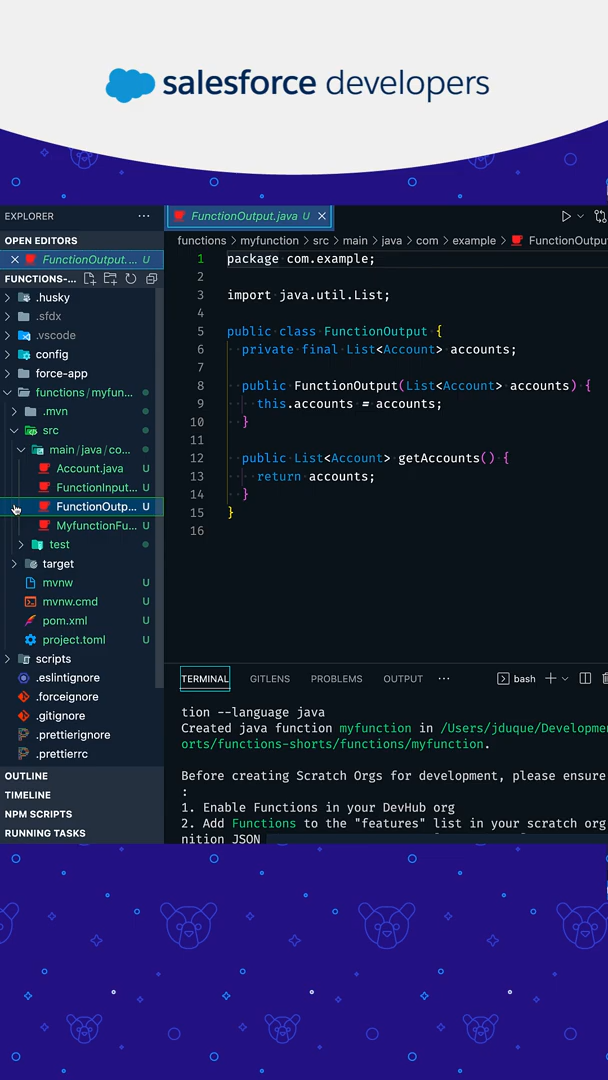 salesforce developers
EXPLORER
···
FunctionOutput.java U
OPEN EDITORS
FunctionOutput.... U
functions > myfunction > src > main > java > com > example > FunctionOutpu
FUNCTIONS-...
.husky
.sfdx
.vscode
config
force-app
functions / myfun...
.mvn
src
main / java / co...
Account.java U
FunctionInput... U
FunctionOutp... U
MyfunctionFu... U
test
target
mvnw U
mvnw.cmd U
pom.xml U
project.toml U
scripts
.eslintignore
.forceignore
.gitignore
.prettierignore
.prettierrc
OUTLINE
TIMELINE
NPM SCRIPTS
RUNNING TASKS
1 package com.example;
2
3 import java.util.List;
4
5 public class FunctionOutput {
6 private final List<Account> accounts;
7
8 public FunctionOutput(List<Account> accounts) {
9 this.accounts = accounts;
10 }
11
12 public List<Account> getAccounts() {
13 return accounts;
14 }
15 }
16
TERMINAL GITLENS PROBLEMS OUTPUT ··· bash
tion --language java
Created java function myfunction in /Users/jduque/Developme
orts/functions-shorts/functions/myfunction.
Before creating Scratch Orgs for development, please ensure
:
1. Enable Functions in your DevHub org
2. Add Functions to the "features" list in your scratch org
nition JSON